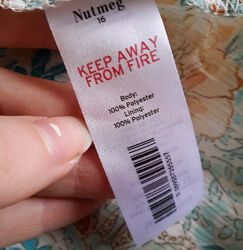 Nutmeg
16
KEEP AWAY
FROM FIRE
Body:
100% Polyester
Lining:
100% Polyester